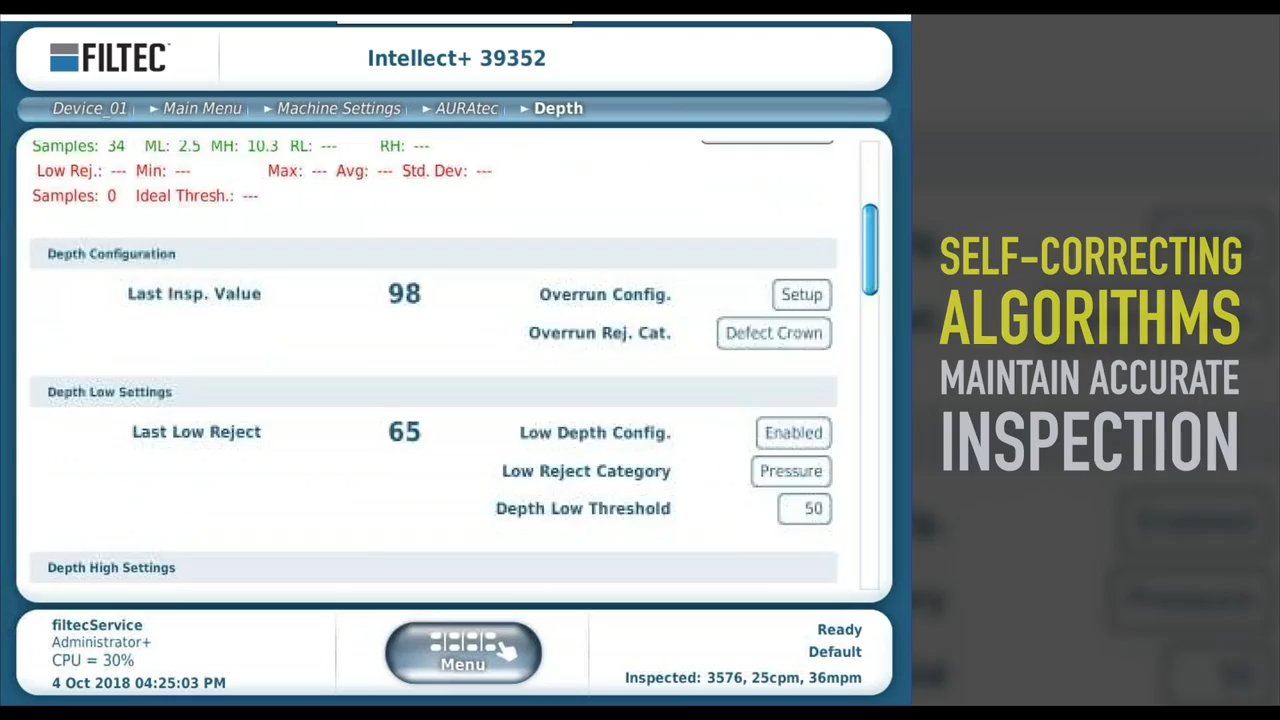 FILTEC
Intellect+ 39352
Device_01 ► Main Menu ► Machine Settings ► AURAtec ► Depth
Samples: 34 ML: 2.5 MH: 10.3 RL: --- RH: ---
Low Rej.: --- Min: --- Max: --- Avg: --- Std. Dev: ---
Samples: 0 Ideal Thresh.: ---
Depth Configuration
Last Insp. Value 98 Overrun Config. Setup
Overrun Rej. Cat. Defect Crown
Depth Low Settings
Last Low Reject 65 Low Depth Config. Enabled
Low Reject Category Pressure
Depth Low Threshold 50
Depth High Settings
filtecService
Administrator+
CPU = 30%
4 Oct 2018 04:25:03 PM
Menu
Ready
Default
Inspected: 3576, 25cpm, 36mpm
SELF-CORRECTING
ALGORITHMS
MAINTAIN ACCURATE
INSPECTION